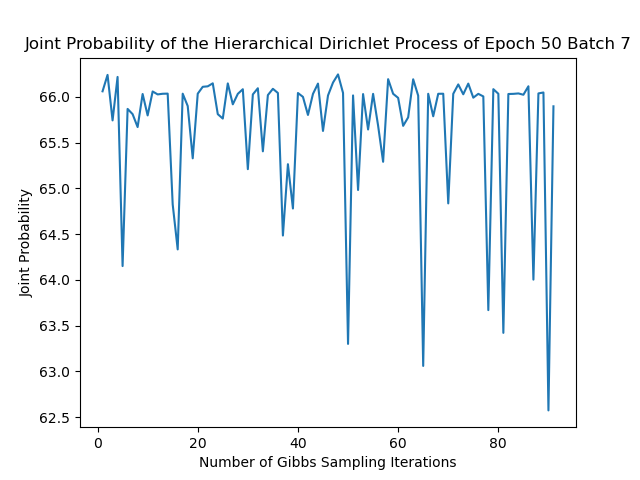 Joint Probability of the Hierarchical Dirichlet Process of Epoch 50 Batch 7
66.0
65.5
65.0
64.5
64.0
63.5
63.0
62.5
Joint Probability
0 20 40 60 80
Number of Gibbs Sampling Iterations